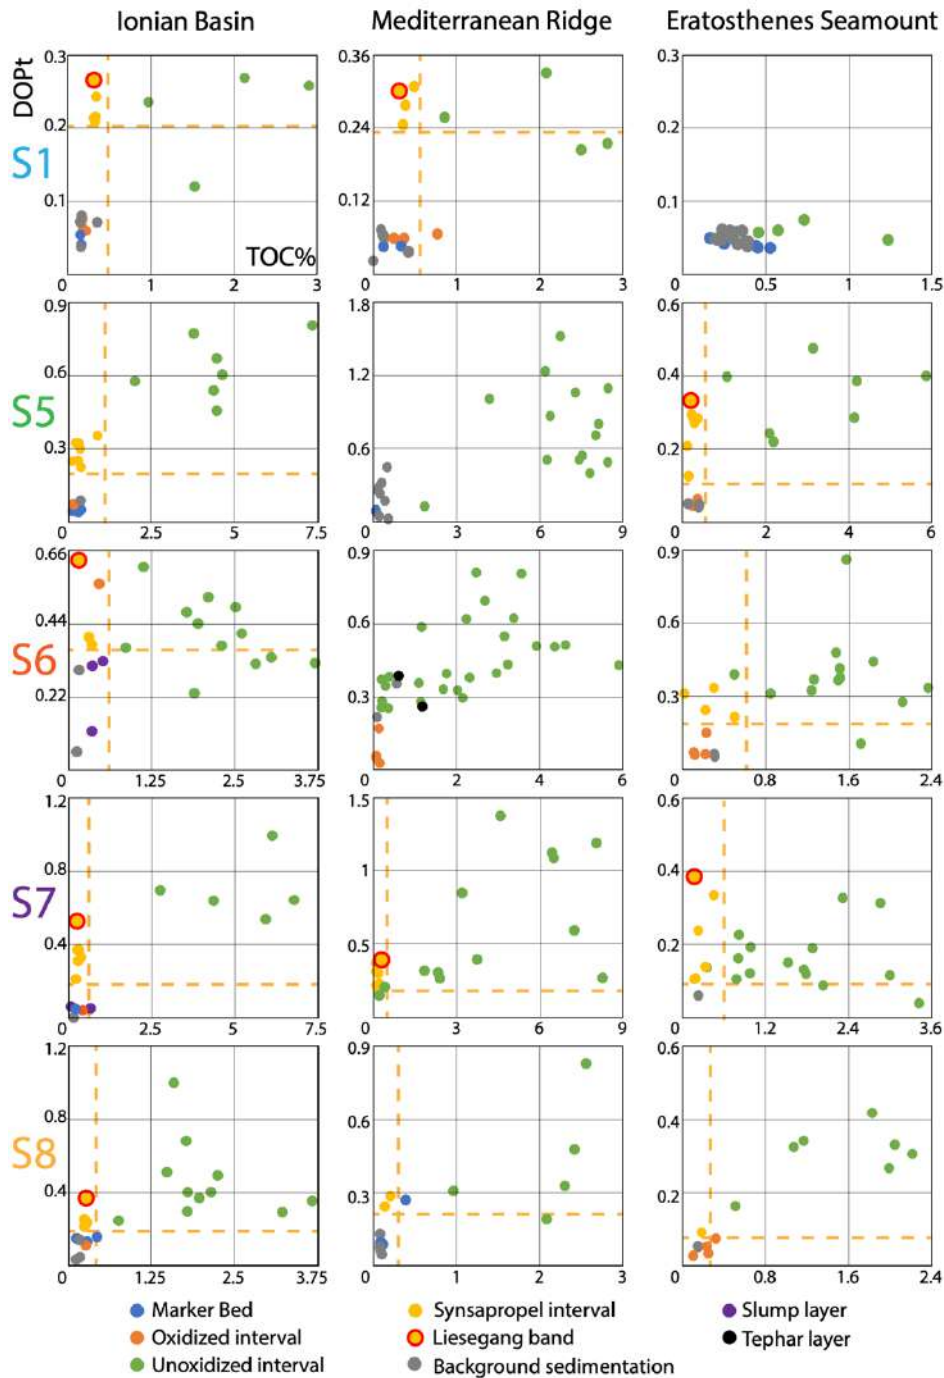 Ionian Basin Mediterranean Ridge Eratosthenes Seamount
DOPt
S1
0.3
0.2
0.1
TOC%
0 1 2 3
0.36
0.24
0.12
0 1 2 3
0.3
0.2
0.1
0 0.5 1 1.5
S5
0.9
0.6
0.3
0 2.5 5 7.5
1.8
1.2
0.6
0 3 6 9
0.6
0.4
0.2
0 2 4 6
S6
0.66
0.44
0.22
0 1.25 2.5 3.75
0.9
0.6
0.3
0 2 4 6
0.9
0.6
0.3
0 0.8 1.6 2.4
S7
1.2
0.8
0.4
0 2.5 5 7.5
1.5
1
0.5
0 3 6 9
0.6
0.4
0.2
0 1.2 2.4 3.6
S8
1.2
0.8
0.4
0 1.25 2.5 3.75
0.9
0.6
0.3
0 1 2 3
0.6
0.4
0.2
0 0.8 1.6 2.4
Marker Bed Synsapropel interval Slump layer
Oxidized interval Liesegang band Tephar layer
Unoxidized interval Background sedimentation